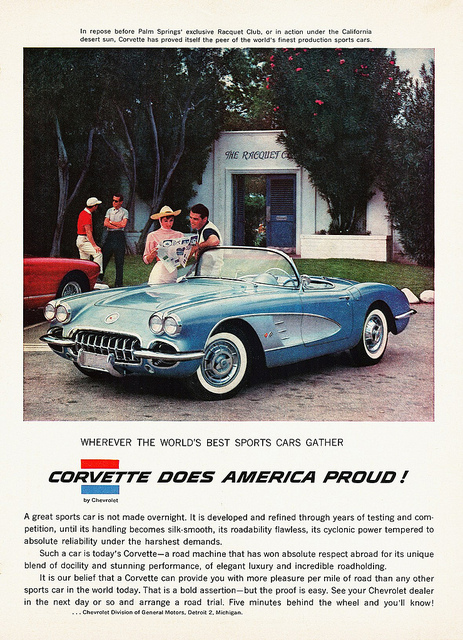 In repose before Palm Springs' exclusive Racquet Club, or in action under the California
desert sun, Corvette has proved itself the peer of the world's finest production sports cars.
THE RACQUET C
WHEREVER THE WORLD'S BEST SPORTS CARS GATHER
CORVETTE DOES AMERICA PROUD!
by Chevrolet
A great sports car is not made overnight. It is developed and refined through years of testing and com-
petition, until its handling becomes silk-smooth, its roadability flawless, its cyclonic power tempered to
absolute reliability under the harshest demands.
Such a car is today's Corvette—a road machine that has won absolute respect abroad for its unique
blend of docility and stunning performance, of elegant luxury and incredible roadholding.
It is our belief that a Corvette can provide you with more pleasure per mile of road than any other
sports car in the world today. That is a bold assertion—but the proof is easy. See your Chevrolet dealer
in the next day or so and arrange a road trial. Five minutes behind the wheel and you'll know!
. . . Chevrolet Division of General Motors, Detroit 2, Michigan.